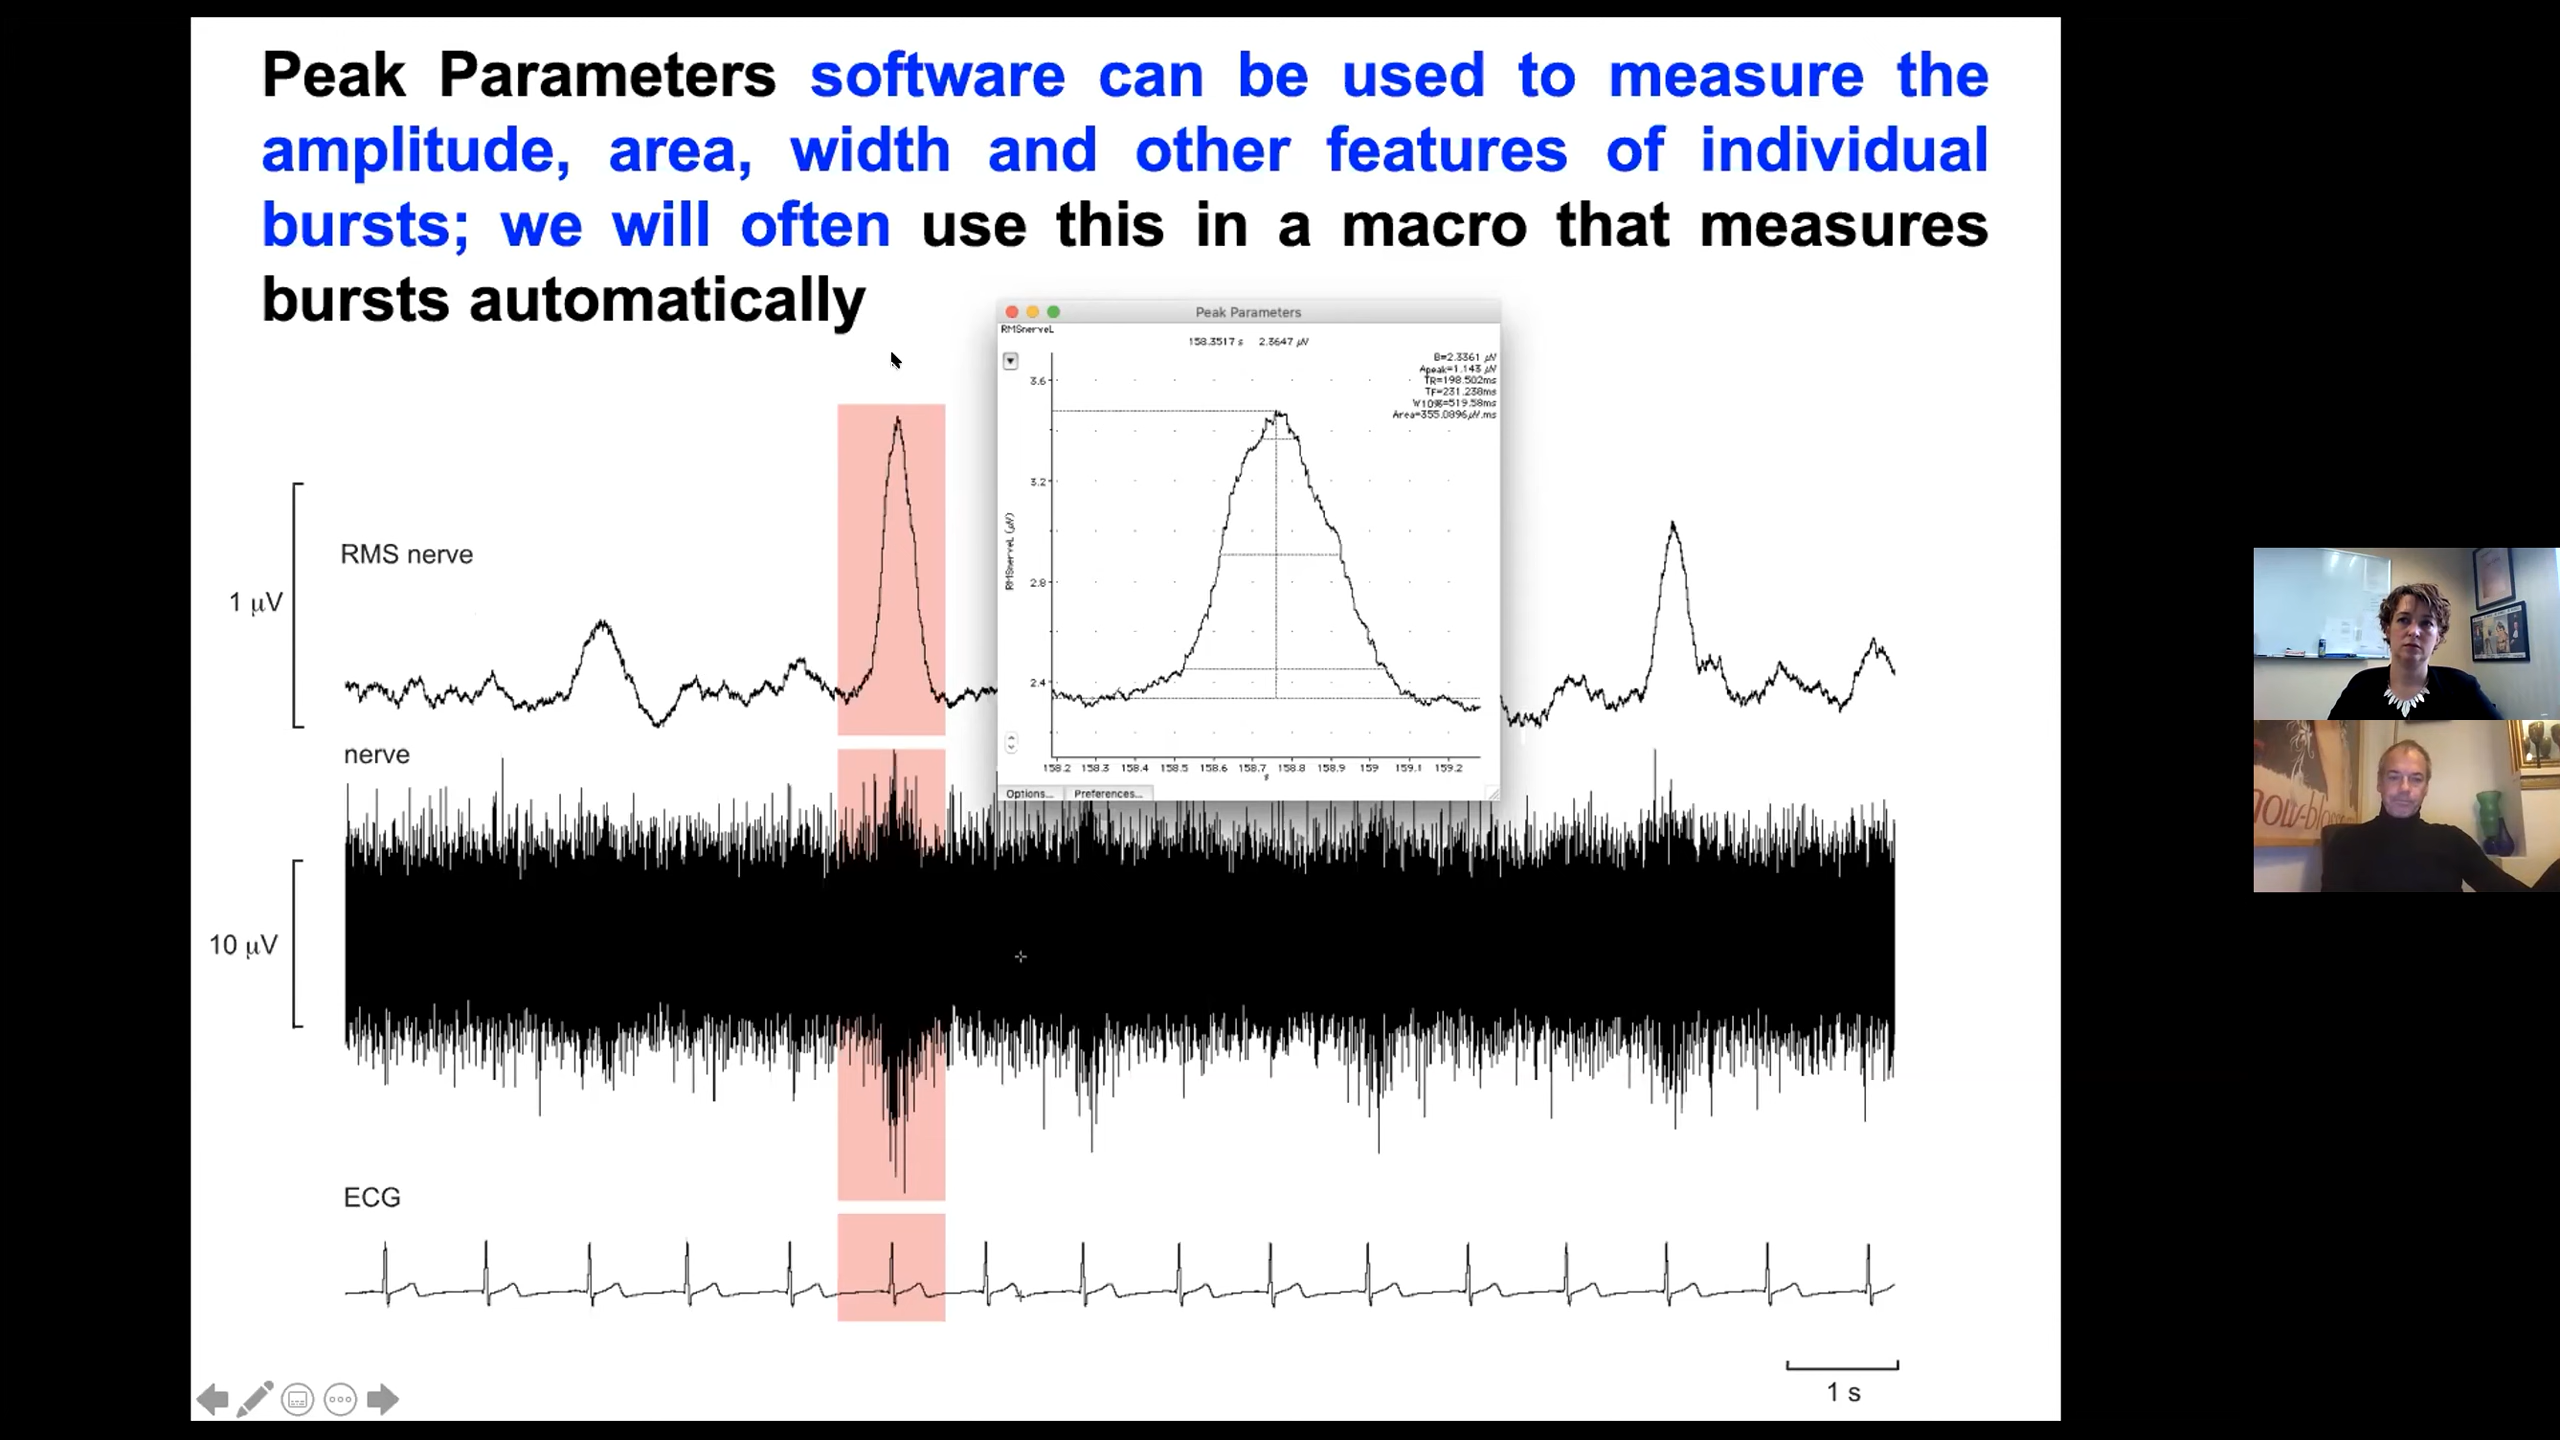 Peak Parameters software can be used to measure the
amplitude, area, width and other features of individual
bursts; we will often use this in a macro that measures
bursts automatically
Peak Parameters
RMSnerveL
158.3517 s 2.3647 µV
B=2.3361 µV
Apeak=1.143 µV
TR=198.502ms
TF=231.238ms
W10%=519.58ms
Area=355.0896µV.ms
3.6
3.2
2.8
2.4
RMSnerveL (µV)
158.2 158.3 158.4 158.5 158.6 158.7 158.8 158.9 159 159.1 159.2
s
Options... Preferences...
RMS nerve
1 µV
nerve
10 µV
ECG
1 s
now-blo